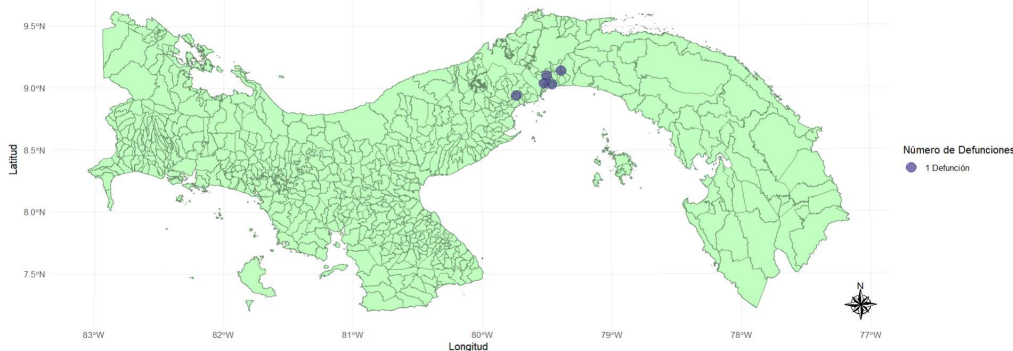 9.5°N
9.0°N
8.5°N
8.0°N
7.5°N
Latitud
83°W 82°W 81°W 80°W 79°W 78°W 77°W
Longitud
Número de Defunciones
1 Defunción
N